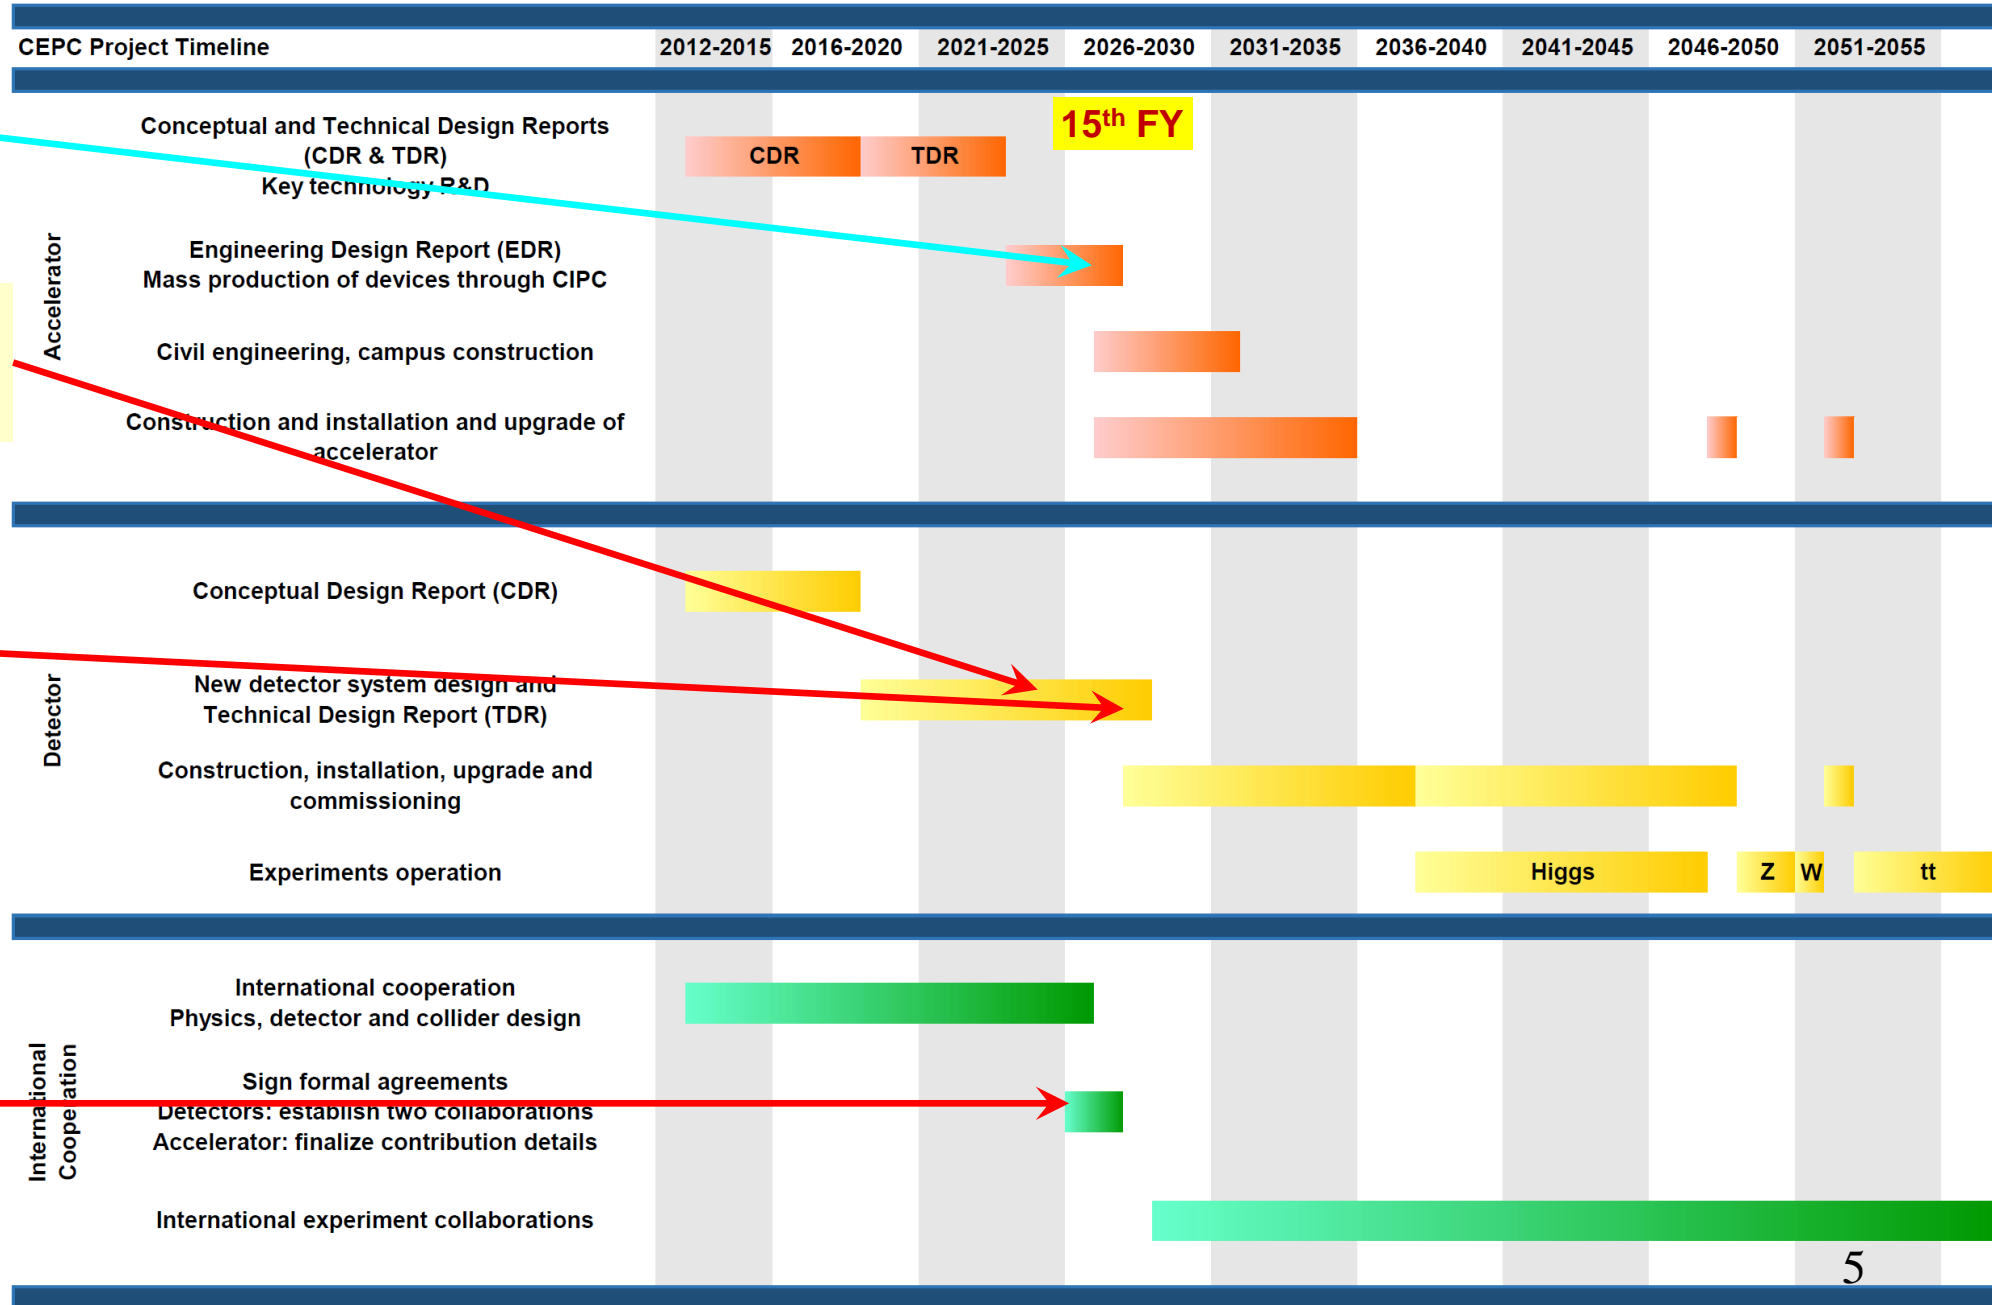 CEPC Project Timeline 2012-2015 2016-2020 2021-2025 2026-2030 2031-2035 2036-2040 2041-2045 2046-2050 2051-2055
15th FY
Accelerator
Conceptual and Technical Design Reports
(CDR & TDR)
Key technology R&D
CDR TDR
Engineering Design Report (EDR)
Mass production of devices through CIPC
Civil engineering, campus construction
Construction and installation and upgrade of
accelerator
Detector
Conceptual Design Report (CDR)
New detector system design and
Technical Design Report (TDR)
Construction, installation, upgrade and
commissioning
Experiments operation
Higgs Z W tt
International
Cooperation
International cooperation
Physics, detector and collider design
Sign formal agreements
Detectors: establish two collaborations
Accelerator: finalize contribution details
International experiment collaborations
5